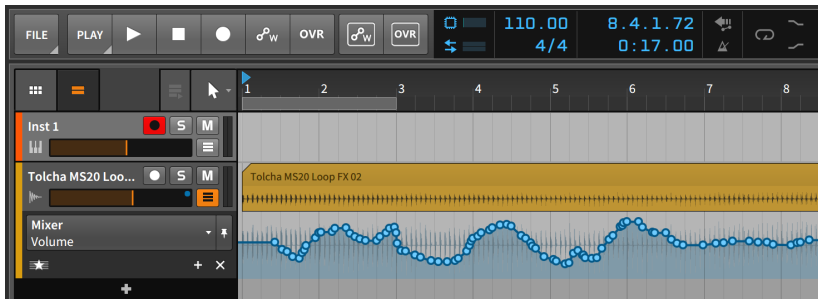 FILE PLAY OVR OVR 110.00 8.4.1.72
4/4 0:17.00
1 2 3 4 5 6 7 8
Inst 1 S M
Tolcha MS20 Loo... S M
Tolcha MS20 Loop FX 02
Mixer
Volume